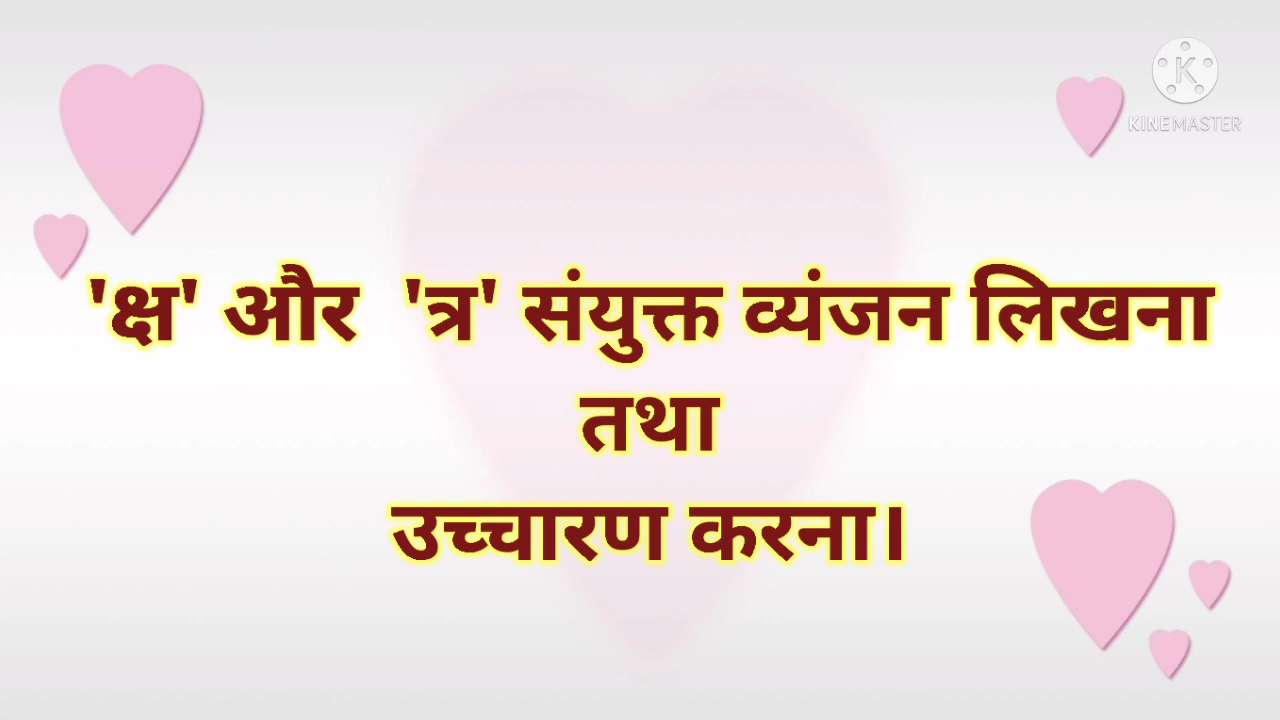 KINEMASTER
'क्ष' और 'त्र' संयुक्त व्यंजन लिखना
तथा
उच्चारण करना।